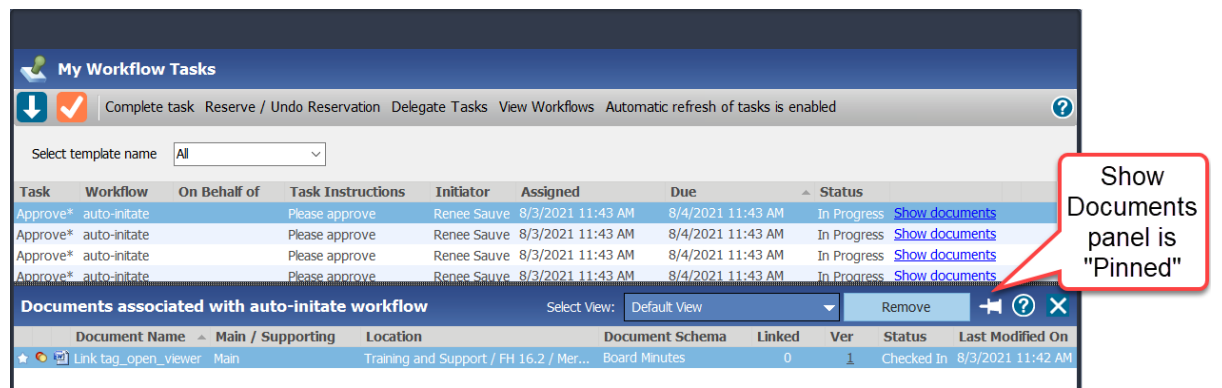 My Workflow Tasks
Complete task Reserve / Undo Reservation Delegate Tasks View Workflows Automatic refresh of tasks is enabled ?
Select template name All
Task Workflow On Behalf of Task Instructions Initiator Assigned Due Status
Approve* auto-initate Please approve Renee Sauve 8/3/2021 11:43 AM 8/4/2021 11:43 AM In Progress Show documents
Approve* auto-initate Please approve Renee Sauve 8/3/2021 11:43 AM 8/4/2021 11:43 AM In Progress Show documents
Approve* auto-initate Please approve Renee Sauve 8/3/2021 11:43 AM 8/4/2021 11:43 AM In Progress Show documents
Approve* auto-initate Please approve Renee Sauve 8/3/2021 11:43 AM 8/4/2021 11:43 AM In Progress Show documents
Show
Documents
panel is
"Pinned"
Documents associated with auto-initate workflow Select View: Default View Remove ?
Document Name Main / Supporting Location Document Schema Linked Ver Status Last Modified On
Link tag_open_viewer Main Training and Support / FH 16.2 / Mer... Board Minutes 0 1 Checked In 8/3/2021 11:42 AM